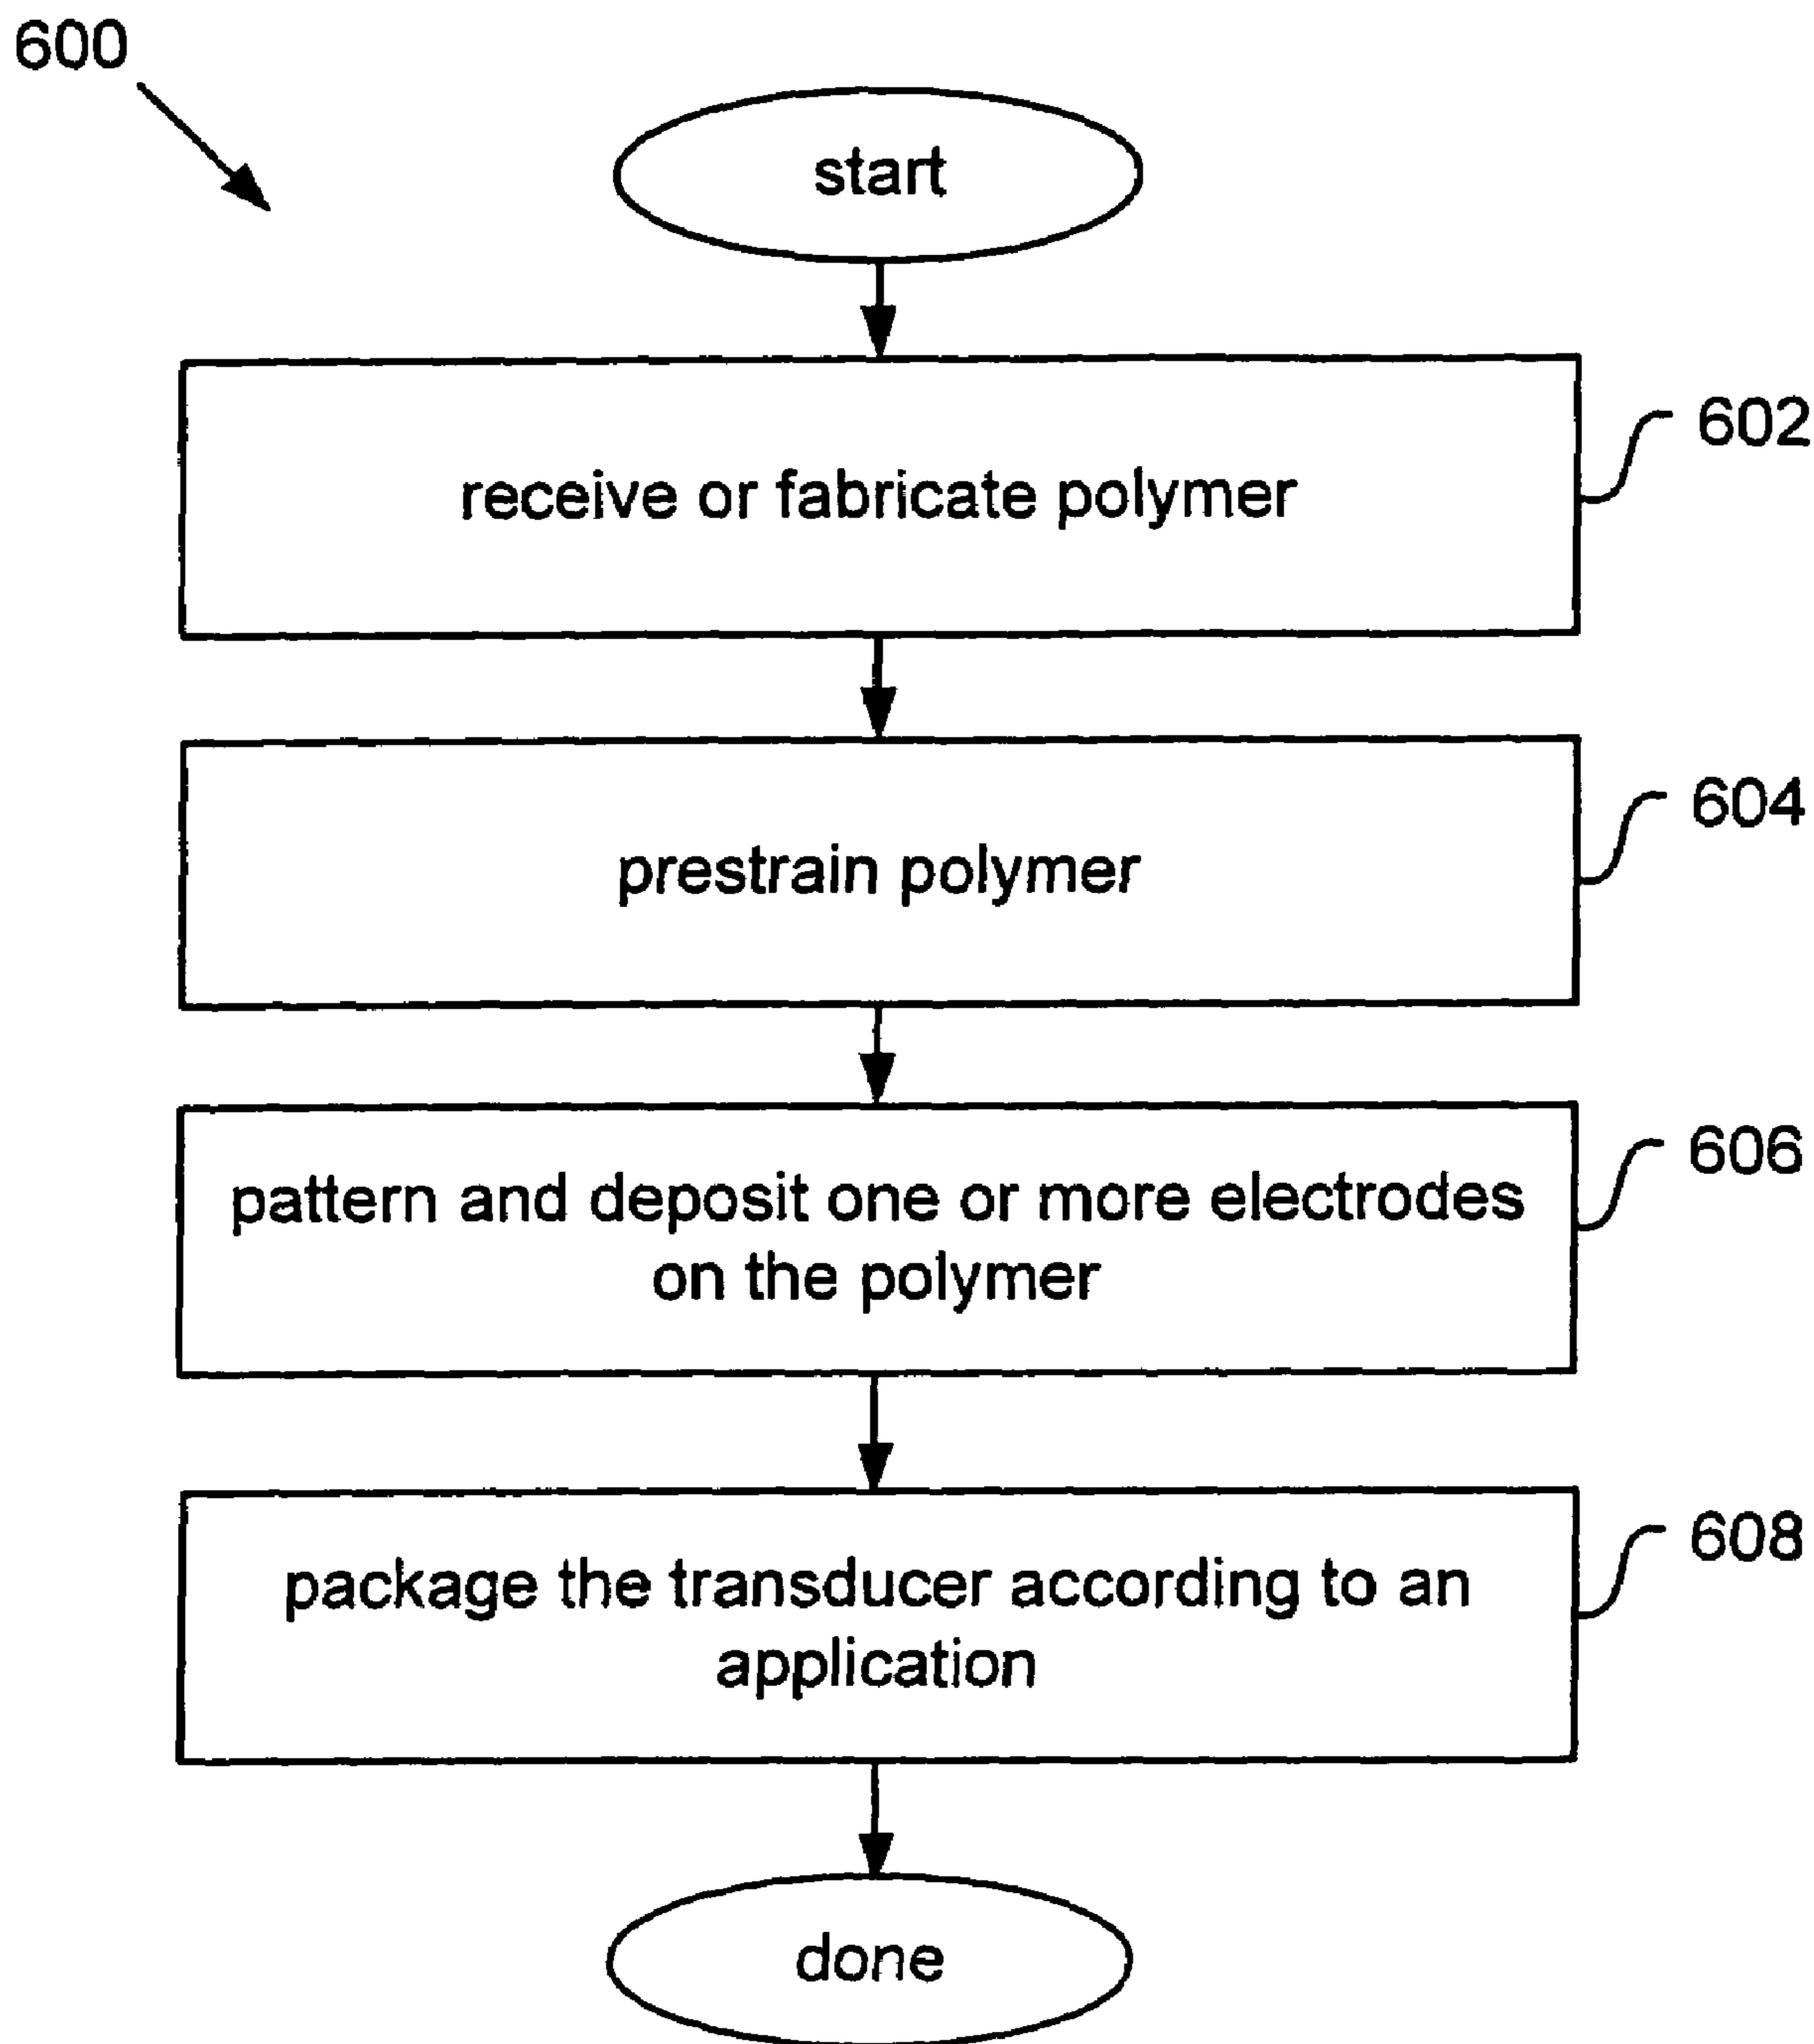 600
start
602
receive or fabricate polymer
604
prestrain polymer
606
pattern and deposit one or more electrodes
on the polymer
608
package the transducer according to an
application
done